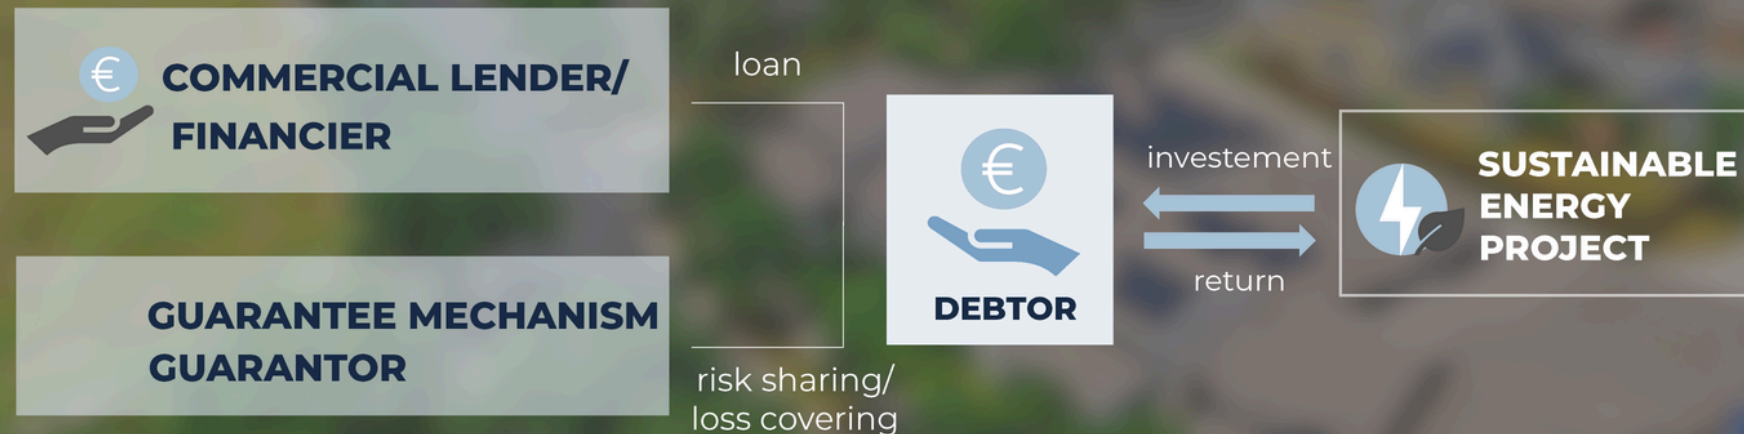 COMMERCIAL LENDER/
FINANCIER
GUARANTEE MECHANISM
GUARANTOR
loan
risk sharing/
loss covering
€
€
DEBTOR
investement
return
SUSTAINABLE
ENERGY
PROJECT